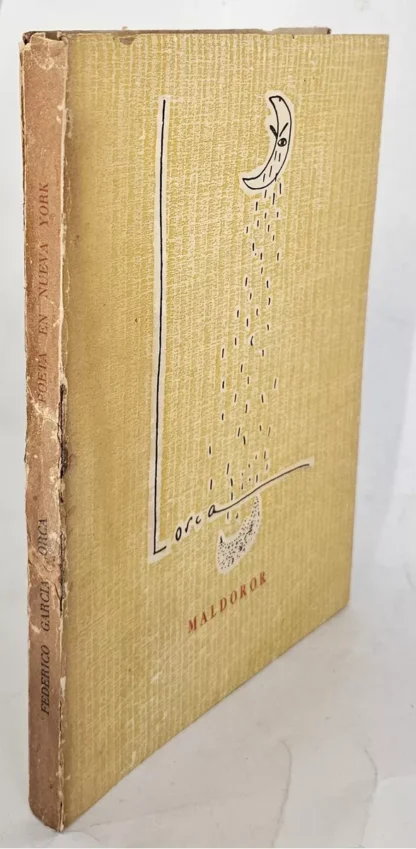 FEDERICO GARCIA LORCA
POETA EN NUEVA YORK
Lorca
MALDOROR